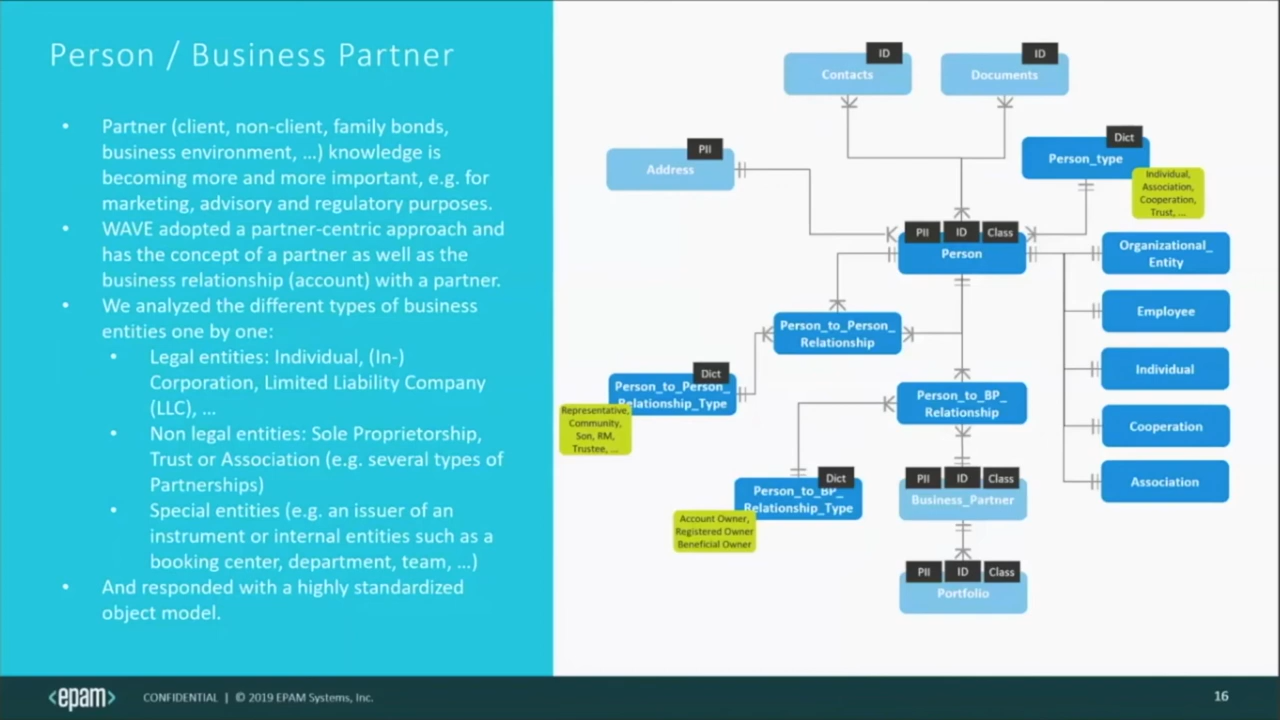 Person / Business Partner
• Partner (client, non-client, family bonds,
business environment, ...) knowledge is
becoming more and more important, e.g. for
marketing, advisory and regulatory purposes.
• WAVE adopted a partner-centric approach and
has the concept of a partner as well as the
business relationship (account) with a partner.
• We analyzed the different types of business
entities one by one:
• Legal entities: Individual, (In-)
Corporation, Limited Liability Company
(LLC), ...
• Non legal entities: Sole Proprietorship,
Trust or Association (e.g. several types of
Partnerships)
• Special entities (e.g. an issuer of an
instrument or internal entities such as a
booking center, department, team, ...)
• And responded with a highly standardized
object model.
ID
Contacts
ID
Documents
PII
Address
Dict
Person_type
Individual,
Association,
Cooperation,
Trust, ...
PII ID Class
Person
Organizational_
Entity
Employee
Individual
Cooperation
Association
Person_to_Person_
Relationship
Dict
Person_to_Person_
Relationship_Type
Representative,
Community,
Son, RM,
Trustee, ...
Person_to_BP_
Relationship
Dict
Person_to_BP_
Relationship_Type
Account Owner,
Registered Owner
Beneficial Owner
PII ID Class
Business_Partner
PII ID Class
Portfolio
<epam> CONFIDENTIAL | © 2019 EPAM Systems, Inc.
16